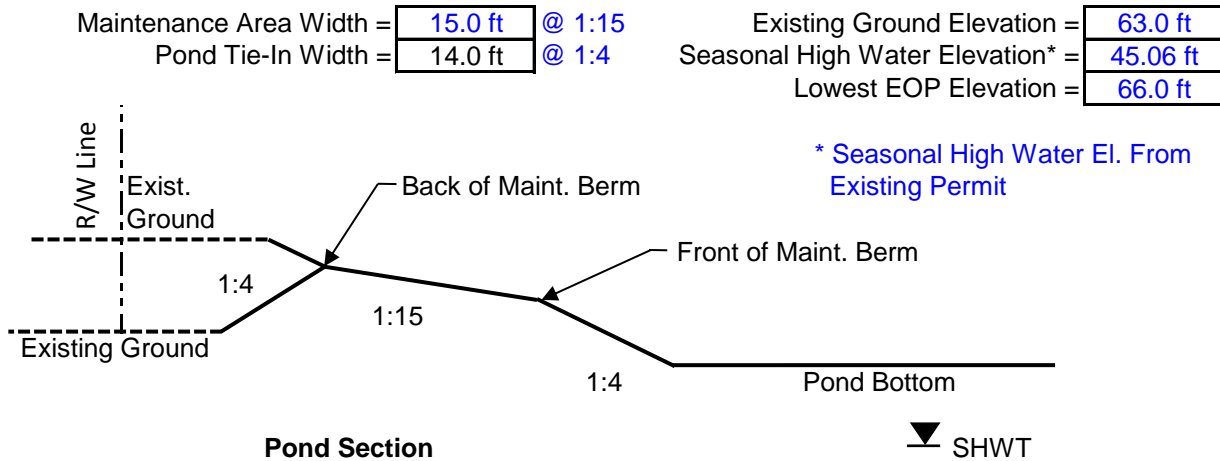 Maintenance Area Width = 15.0 ft @ 1:15
Pond Tie-In Width = 14.0 ft @ 1:4
Existing Ground Elevation = 63.0 ft
Seasonal High Water Elevation* = 45.06 ft
Lowest EOP Elevation = 66.0 ft
* Seasonal High Water El. From
Existing Permit
R/W Line
Exist.
Ground
Back of Maint. Berm
Front of Maint. Berm
1:4
1:15
Existing Ground
1:4
Pond Bottom
Pond Section
SHWT